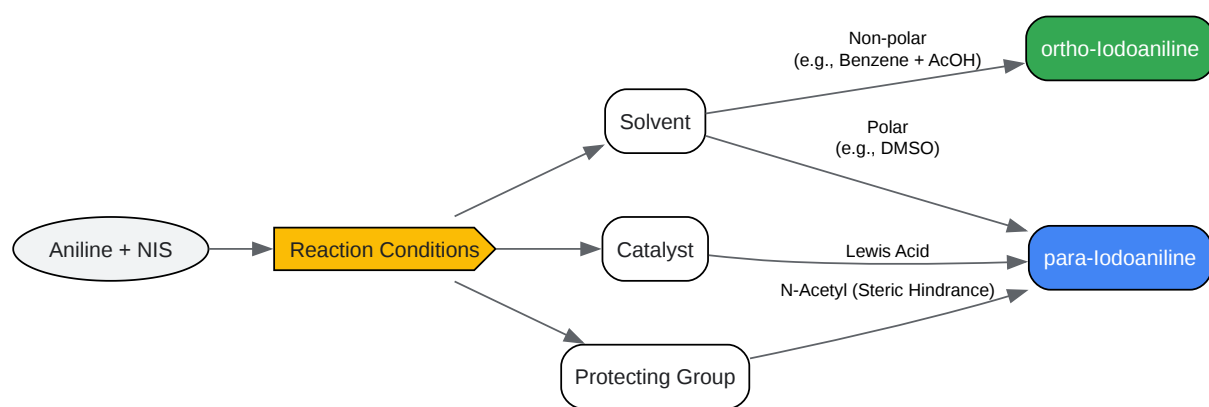 Non-polar
(e.g., Benzene + AcOH)
ortho-Iodoaniline
Solvent
Polar
(e.g., DMSO)
Aniline + NIS
Reaction Conditions
Catalyst
Lewis Acid
para-Iodoaniline
N-Acetyl (Steric Hindrance)
Protecting Group